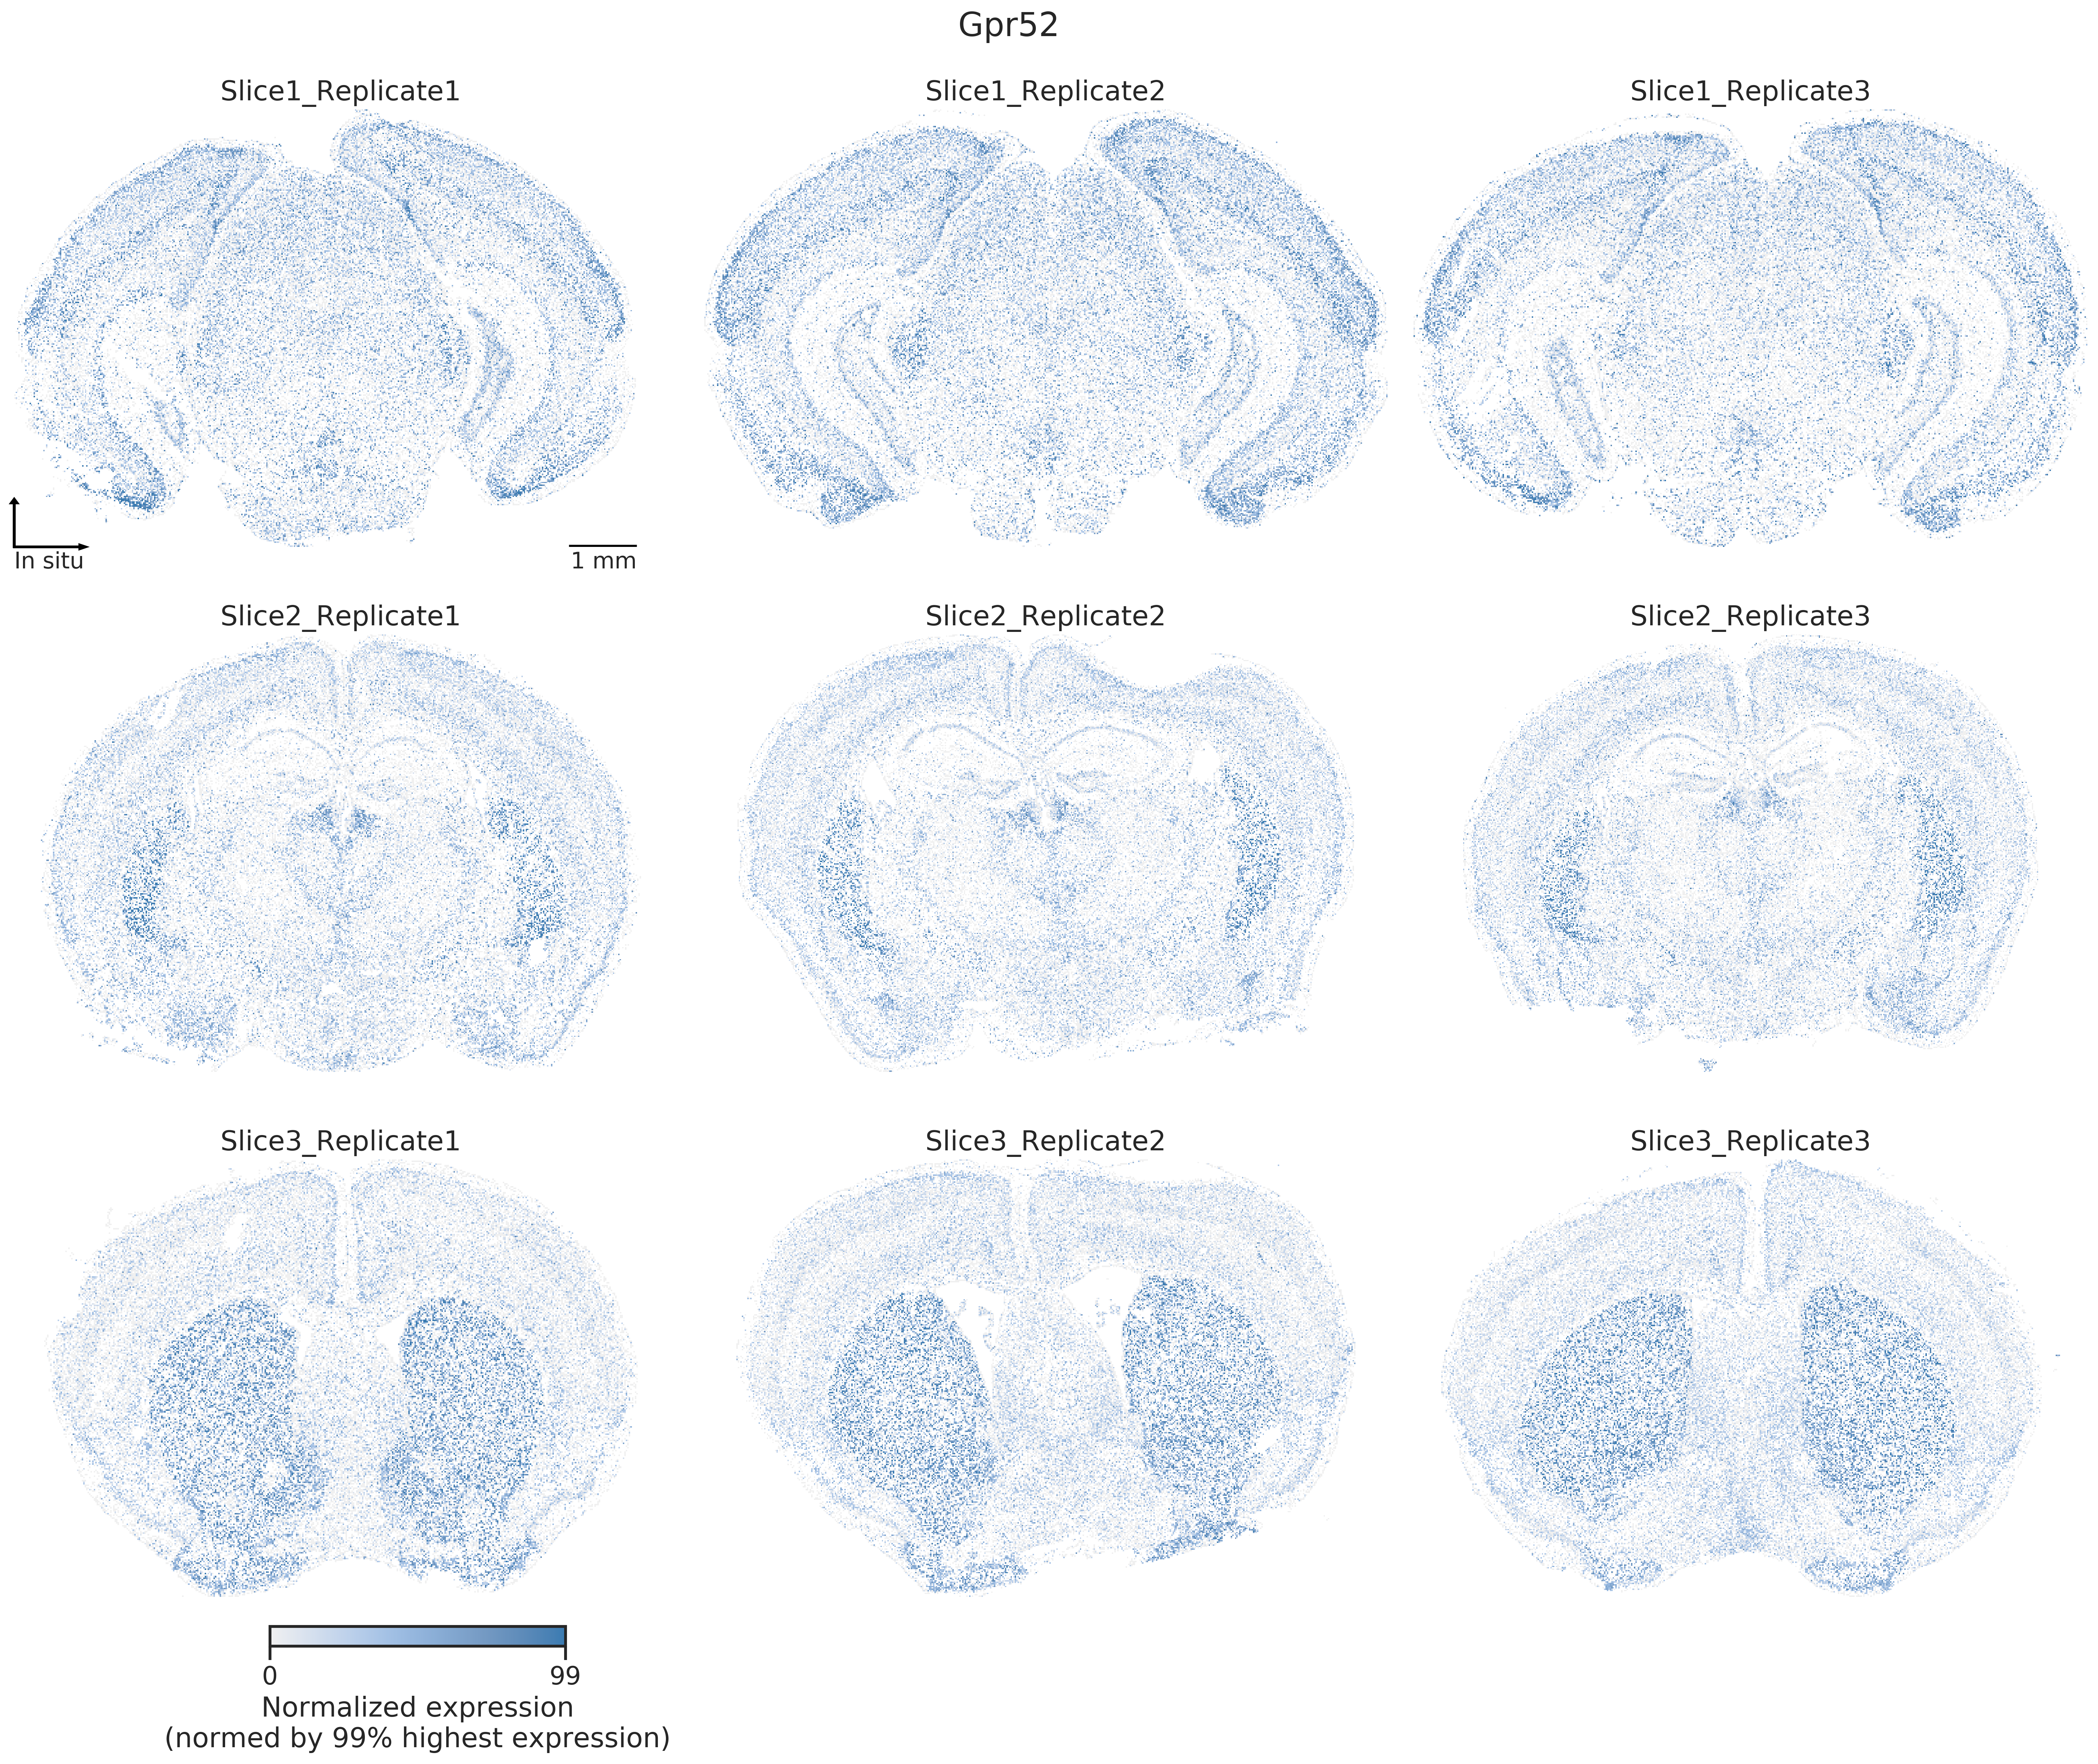 Gpr52
Slice1_Replicate1
Slice1_Replicate2
Slice1_Replicate3
In situ
1 mm
Slice2_Replicate1
Slice2_Replicate2
Slice2_Replicate3
Slice3_Replicate1
Slice3_Replicate2
Slice3_Replicate3
0
99
Normalized expression
(normed by 99% highest expression)